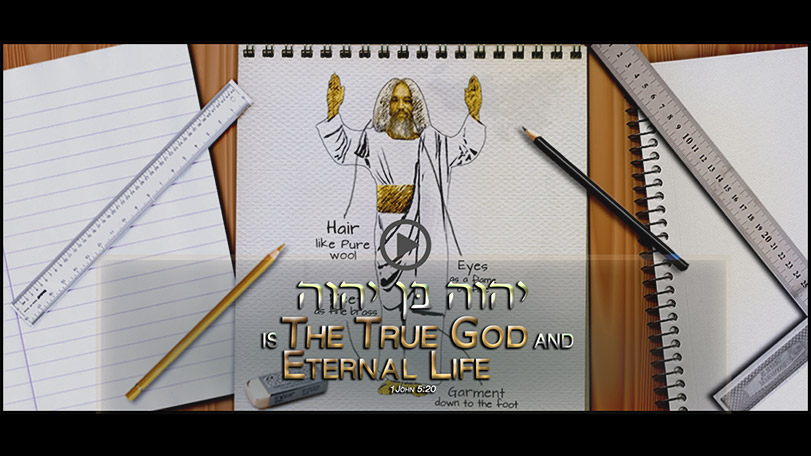 Hair
like Pure
wool
Eyes
as a flame
יהוה בן יהוה
as fine brass
IS THE TRUE GOD AND
ETERNAL LIFE
1 JOHN 5:20
Garment
down to the foot